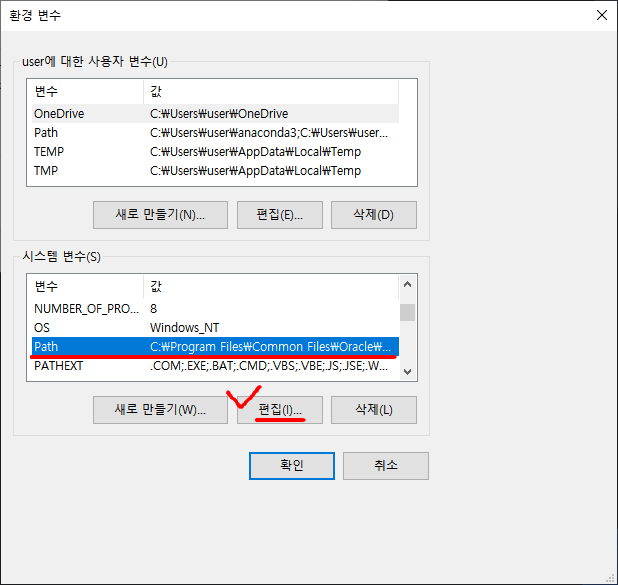 환경 변수
user에 대한 사용자 변수(U)
변수 값
OneDrive C:₩Users₩user₩OneDrive
Path C:₩Users₩user₩anaconda3;C:₩Users₩user...
TEMP C:₩Users₩user₩AppData₩Local₩Temp
TMP C:₩Users₩user₩AppData₩Local₩Temp
새로 만들기(N)... 편집(E)... 삭제(D)
시스템 변수(S)
변수 값
NUMBER_OF_PRO... 8
OS Windows_NT
Path C:₩Program Files₩Common Files₩Oracle₩...
PATHEXT .COM;.EXE;.BAT;.CMD;.VBS;.VBE;.JS;.JSE;.W...
새로 만들기(W)... 편집(I)... 삭제(L)
확인 취소